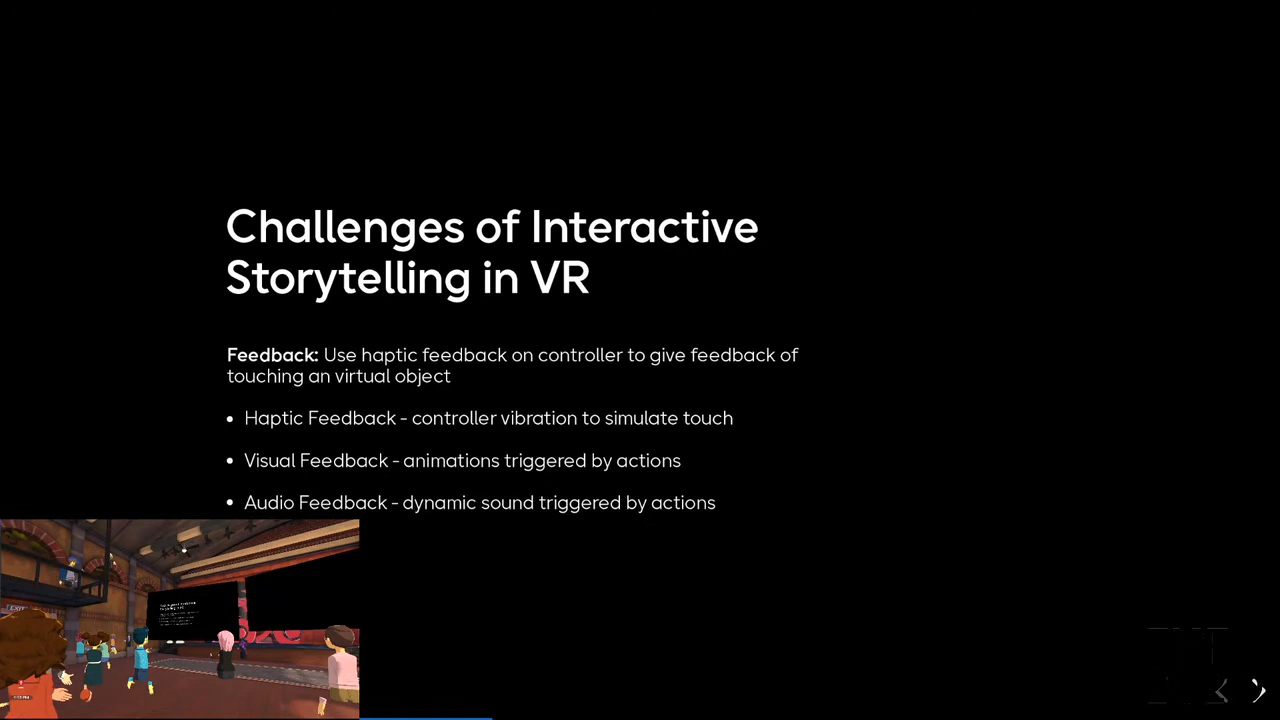 Challenges of Interactive
Storytelling in VR
Feedback: Use haptic feedback on controller to give feedback of
touching an virtual object
• Haptic Feedback - controller vibration to simulate touch
• Visual Feedback - animations triggered by actions
• Audio Feedback - dynamic sound triggered by actions
EXIT